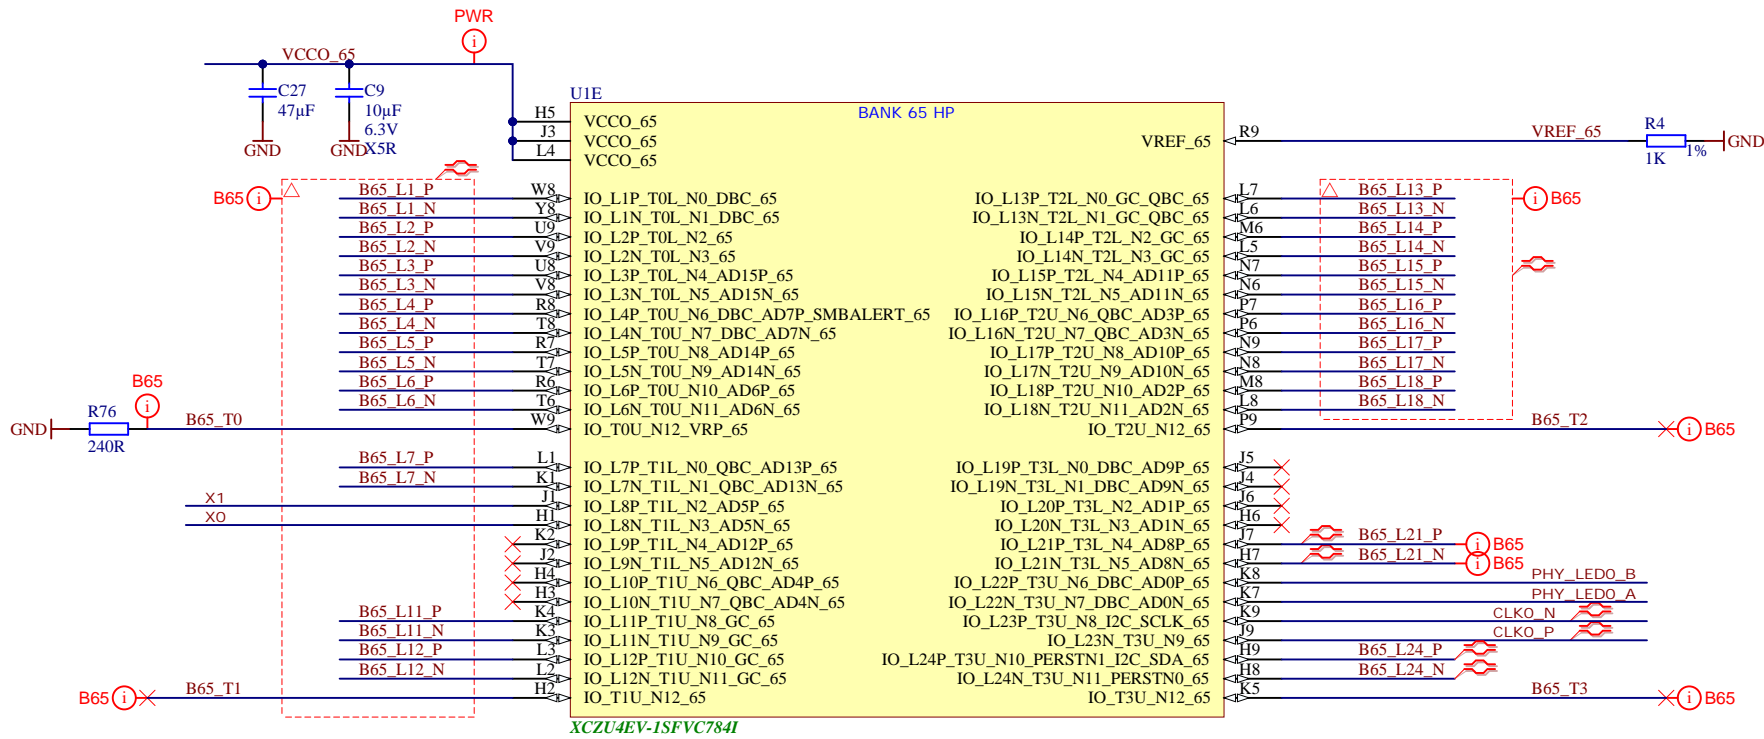 PWR
VCCO_65
C27
47µF
GND
C9
10µF
6.3V
X5R
GND
U1E
BANK 65 HP
H5 VCCO_65
J3 VCCO_65
L4 VCCO_65
VREF_65 R9 VREF_65
R4
1K
1%
GND
B65
B65_L1_P W8 IO_L1P_T0L_N0_DBC_65
B65_L1_N Y8 IO_L1N_T0L_N1_DBC_65
B65_L2_P U9 IO_L2P_T0L_N2_65
B65_L2_N V9 IO_L2N_T0L_N3_65
B65_L3_P U8 IO_L3P_T0L_N4_AD15P_65
B65_L3_N V8 IO_L3N_T0L_N5_AD15N_65
B65_L4_P R8 IO_L4P_T0U_N6_DBC_AD7P_SMBALERT_65
B65_L4_N T8 IO_L4N_T0U_N7_DBC_AD7N_65
B65_L5_P R7 IO_L5P_T0U_N8_AD14P_65
B65_L5_N T7 IO_L5N_T0U_N9_AD14N_65
B65_L6_P R6 IO_L6P_T0U_N10_AD6P_65
B65_L6_N T6 IO_L6N_T0U_N11_AD6N_65
B65
R76
240R
GND
B65_T0 W9 IO_T0U_N12_VRP_65
B65_L7_P L1 IO_L7P_T1L_N0_QBC_AD13P_65
B65_L7_N K1 IO_L7N_T1L_N1_QBC_AD13N_65
X1 J1 IO_L8P_T1L_N2_AD5P_65
X0 H1 IO_L8N_T1L_N3_AD5N_65
K2 IO_L9P_T1L_N4_AD12P_65
J2 IO_L9N_T1L_N5_AD12N_65
H4 IO_L10P_T1U_N6_QBC_AD4P_65
H3 IO_L10N_T1U_N7_QBC_AD4N_65
B65_L11_P K4 IO_L11P_T1U_N8_GC_65
B65_L11_N K3 IO_L11N_T1U_N9_GC_65
B65_L12_P L3 IO_L12P_T1U_N10_GC_65
B65_L12_N L2 IO_L12N_T1U_N11_GC_65
B65 B65_T1 H2 IO_T1U_N12_65
IO_L13P_T2L_N0_GC_QBC_65 L7 B65_L13_P
B65
IO_L13N_T2L_N1_GC_QBC_65 L6 B65_L13_N
IO_L14P_T2L_N2_GC_65 M6 B65_L14_P
IO_L14N_T2L_N3_GC_65 L5 B65_L14_N
IO_L15P_T2L_N4_AD11P_65 N7 B65_L15_P
IO_L15N_T2L_N5_AD11N_65 N6 B65_L15_N
IO_L16P_T2U_N6_QBC_AD3P_65 P7 B65_L16_P
IO_L16N_T2U_N7_QBC_AD3N_65 P6 B65_L16_N
IO_L17P_T2U_N8_AD10P_65 N9 B65_L17_P
IO_L17N_T2U_N9_AD10N_65 N8 B65_L17_N
IO_L18P_T2U_N10_AD2P_65 M8 B65_L18_P
IO_L18N_T2U_N11_AD2N_65 L8 B65_L18_N
IO_T2U_N12_65 P9 B65_T2 B65
IO_L19P_T3L_N0_DBC_AD9P_65 J5
IO_L19N_T3L_N1_DBC_AD9N_65 J4
IO_L20P_T3L_N2_AD1P_65 J6
IO_L20N_T3L_N3_AD1N_65 H6
IO_L21P_T3L_N4_AD8P_65 J7 B65_L21_P B65
IO_L21N_T3L_N5_AD8N_65 H7 B65_L21_N B65
IO_L22P_T3U_N6_DBC_AD0P_65 K8 PHY_LED0_B
IO_L22N_T3U_N7_DBC_AD0N_65 K7 PHY_LED0_A
IO_L23P_T3U_N8_I2C_SCLK_65 K9 CLK0_N
IO_L23N_T3U_N9_65 J9 CLK0_P
IO_L24P_T3U_N10_PERSTN1_I2C_SDA_65 H9 B65_L24_P
IO_L24N_T3U_N11_PERSTN0_65 H8 B65_L24_N
IO_T3U_N12_65 K5 B65_T3 B65
XCZU4EV-1SFVC784I